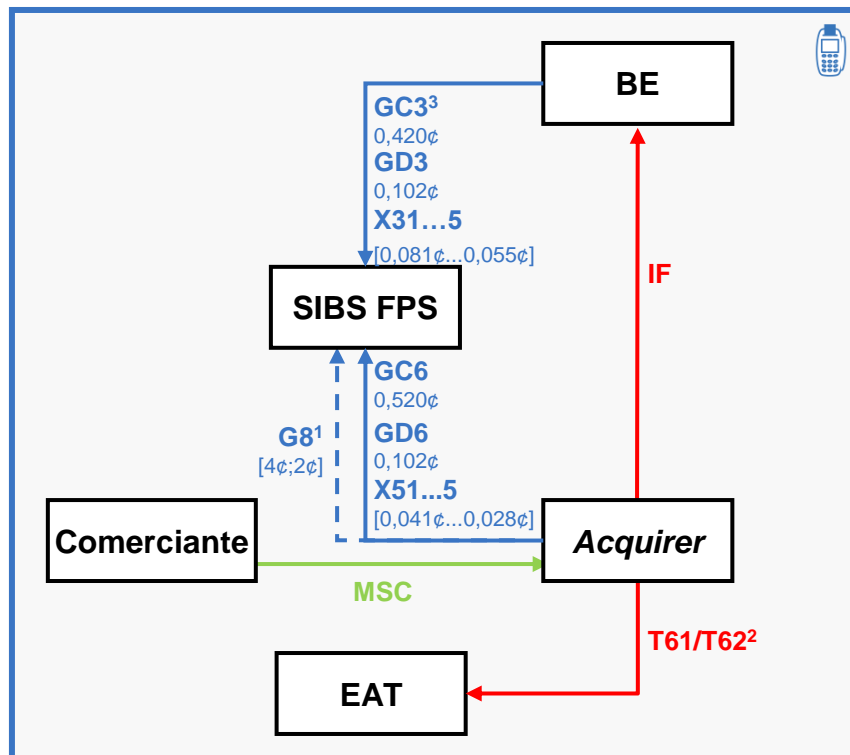 BE
GC3³
0,420¢
GD3
0,102¢
X31…5
[0,081¢...0,055¢]
IF
SIBS FPS
GC6
0,520¢
G8¹
GD6
[4¢;2¢]
0,102¢
X51...5
[0,041¢...0,028¢]
Comerciante
Acquirer
MSC
T61/T62²
EAT